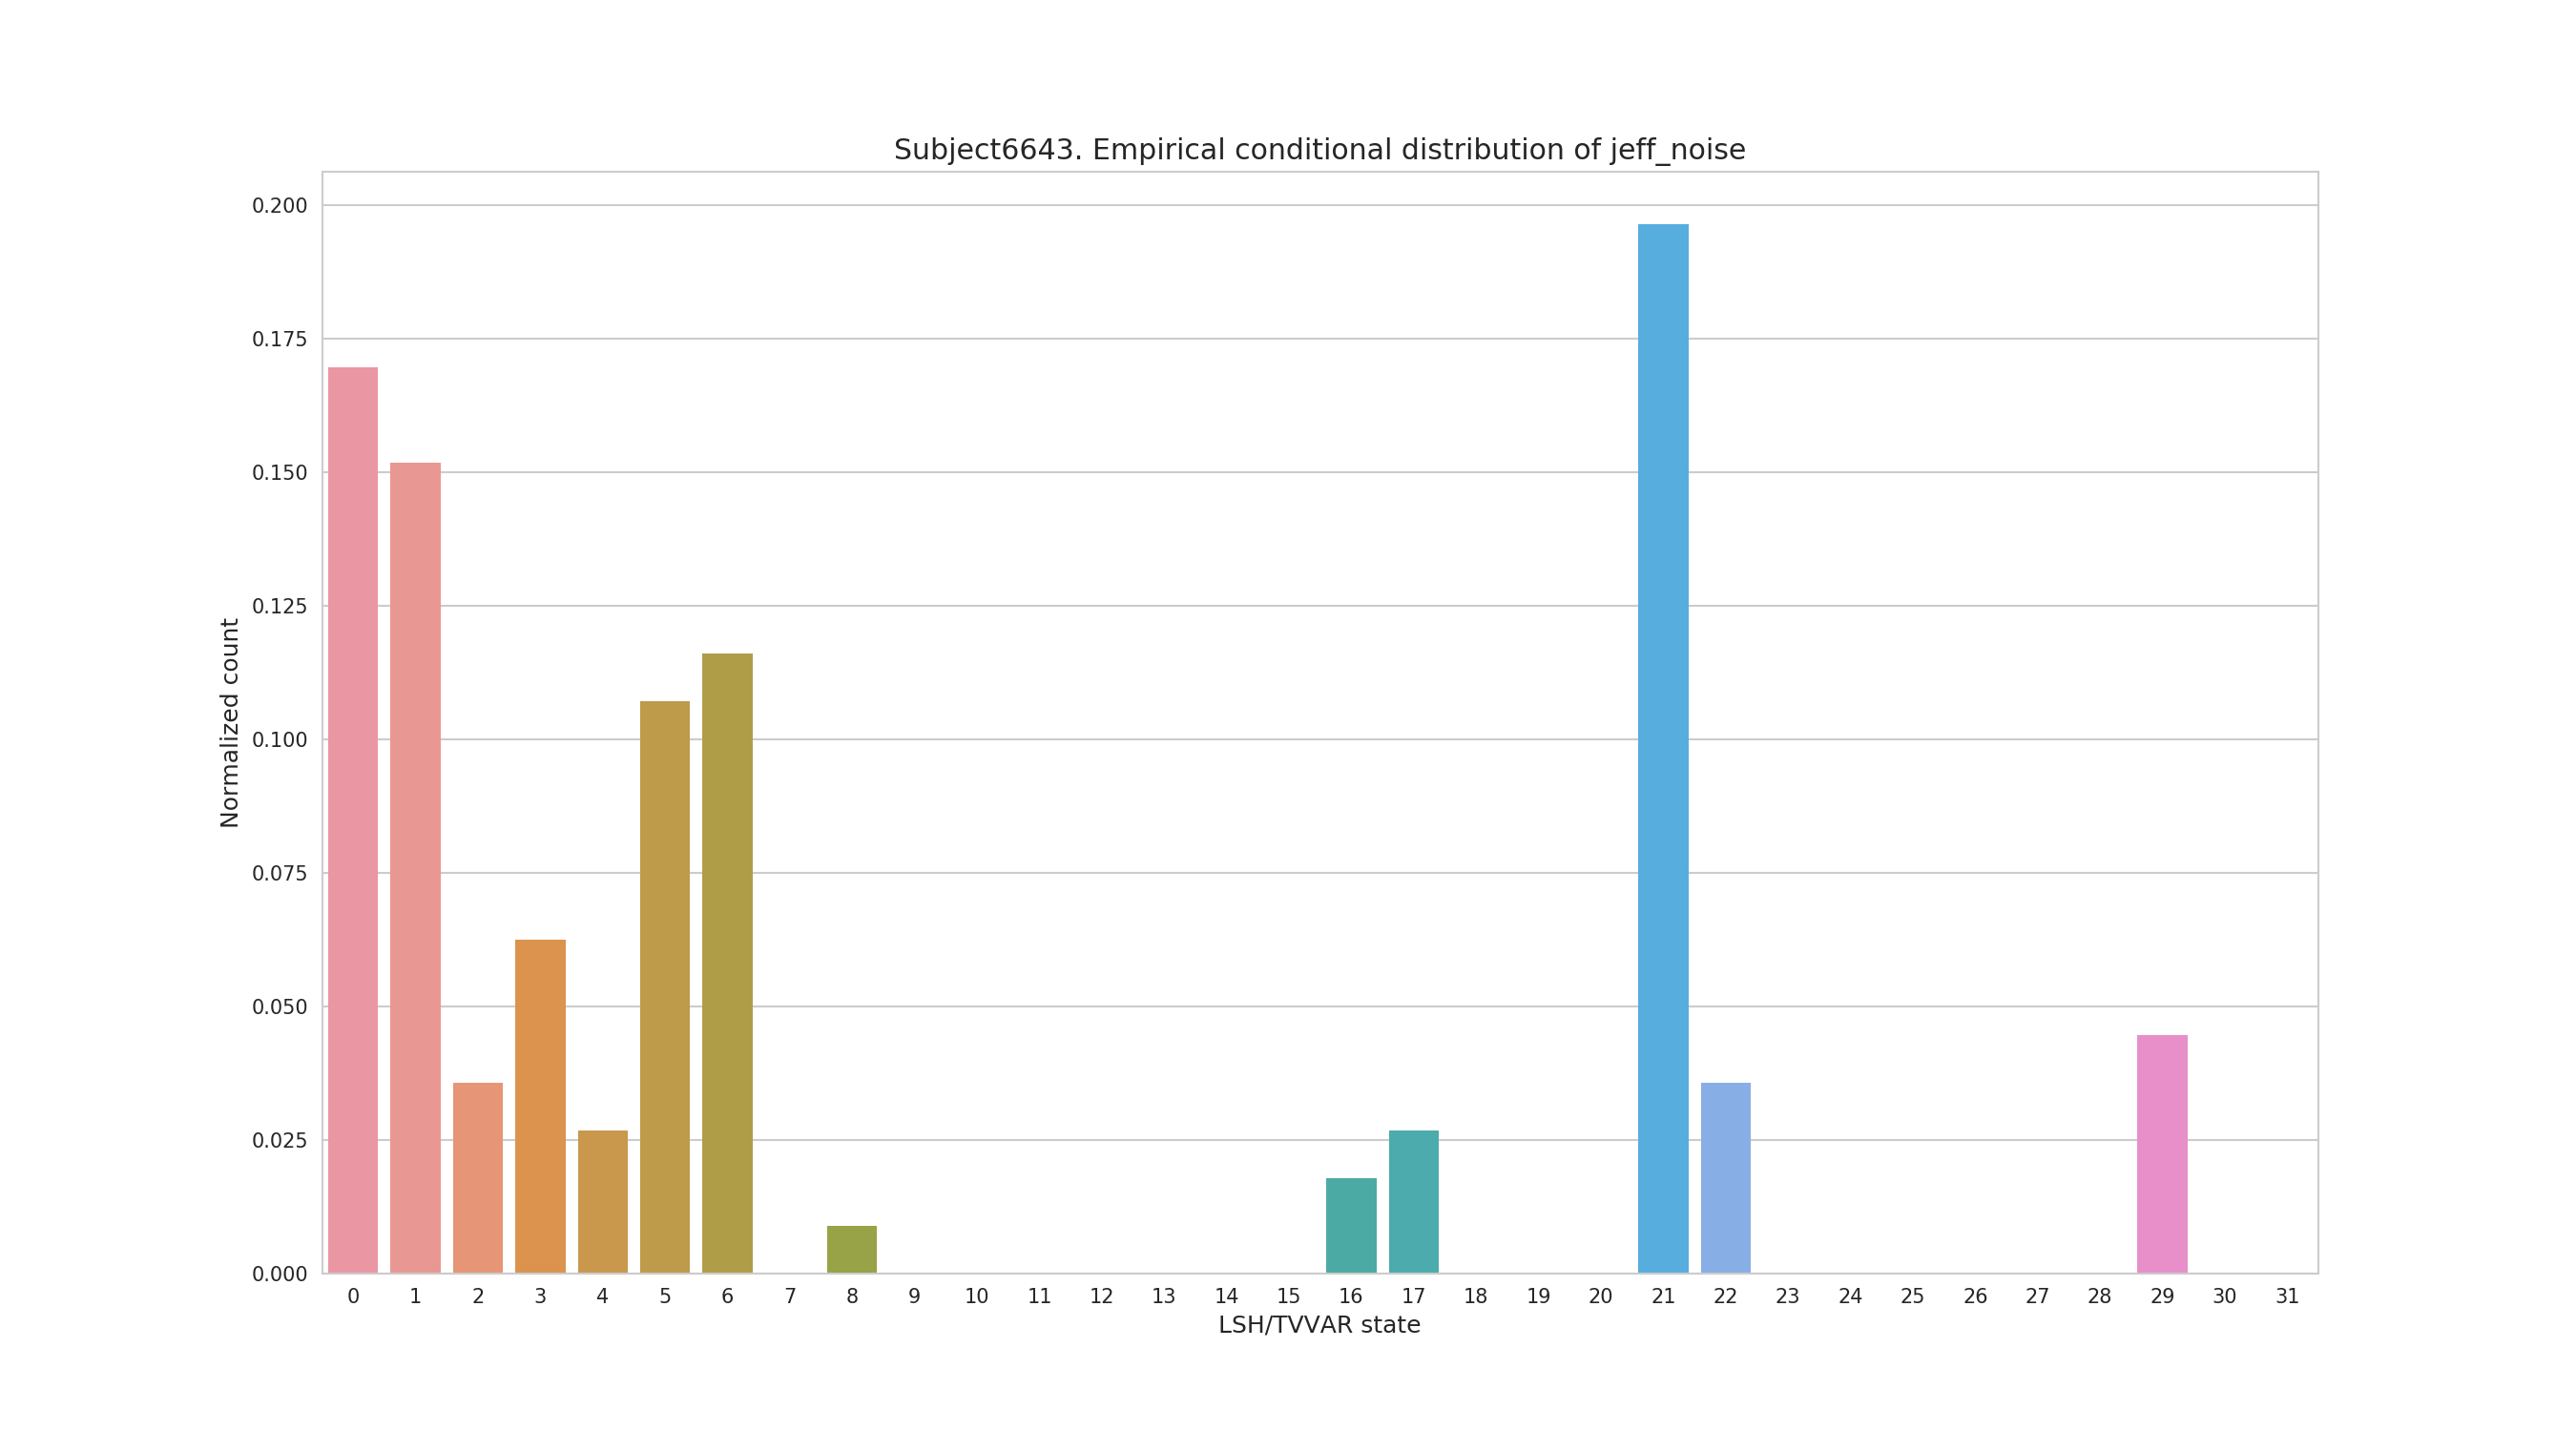 Subject6643. Empirical conditional distribution of jeff_noise
0.200
0.175
0.150
0.125
0.100
0.075
0.050
0.025
0.000
Normalized count
0 1 2 3 4 5 6 7 8 9 10 11 12 13 14 15 16 17 18 19 20 21 22 23 24 25 26 27 28 29 30 31
LSH/TVVAR state